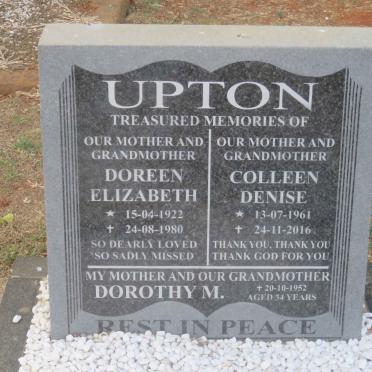 UPTON
TREASURED MEMORIES OF
OUR MOTHER AND
GRANDMOTHER
DOREEN
ELIZABETH
★ 15-04-1922
✝ 24-08-1980
SO DEARLY LOVED
SO SADLY MISSED
OUR MOTHER AND
GRANDMOTHER
COLLEEN
DENISE
★ 13-07-1961
✝ 24-11-2016
THANK YOU, THANK YOU
THANK GOD FOR YOU
MY MOTHER AND OUR GRANDMOTHER
DOROTHY M. ✝ 20-10-1952
AGED 54 YEARS
REST IN PEACE